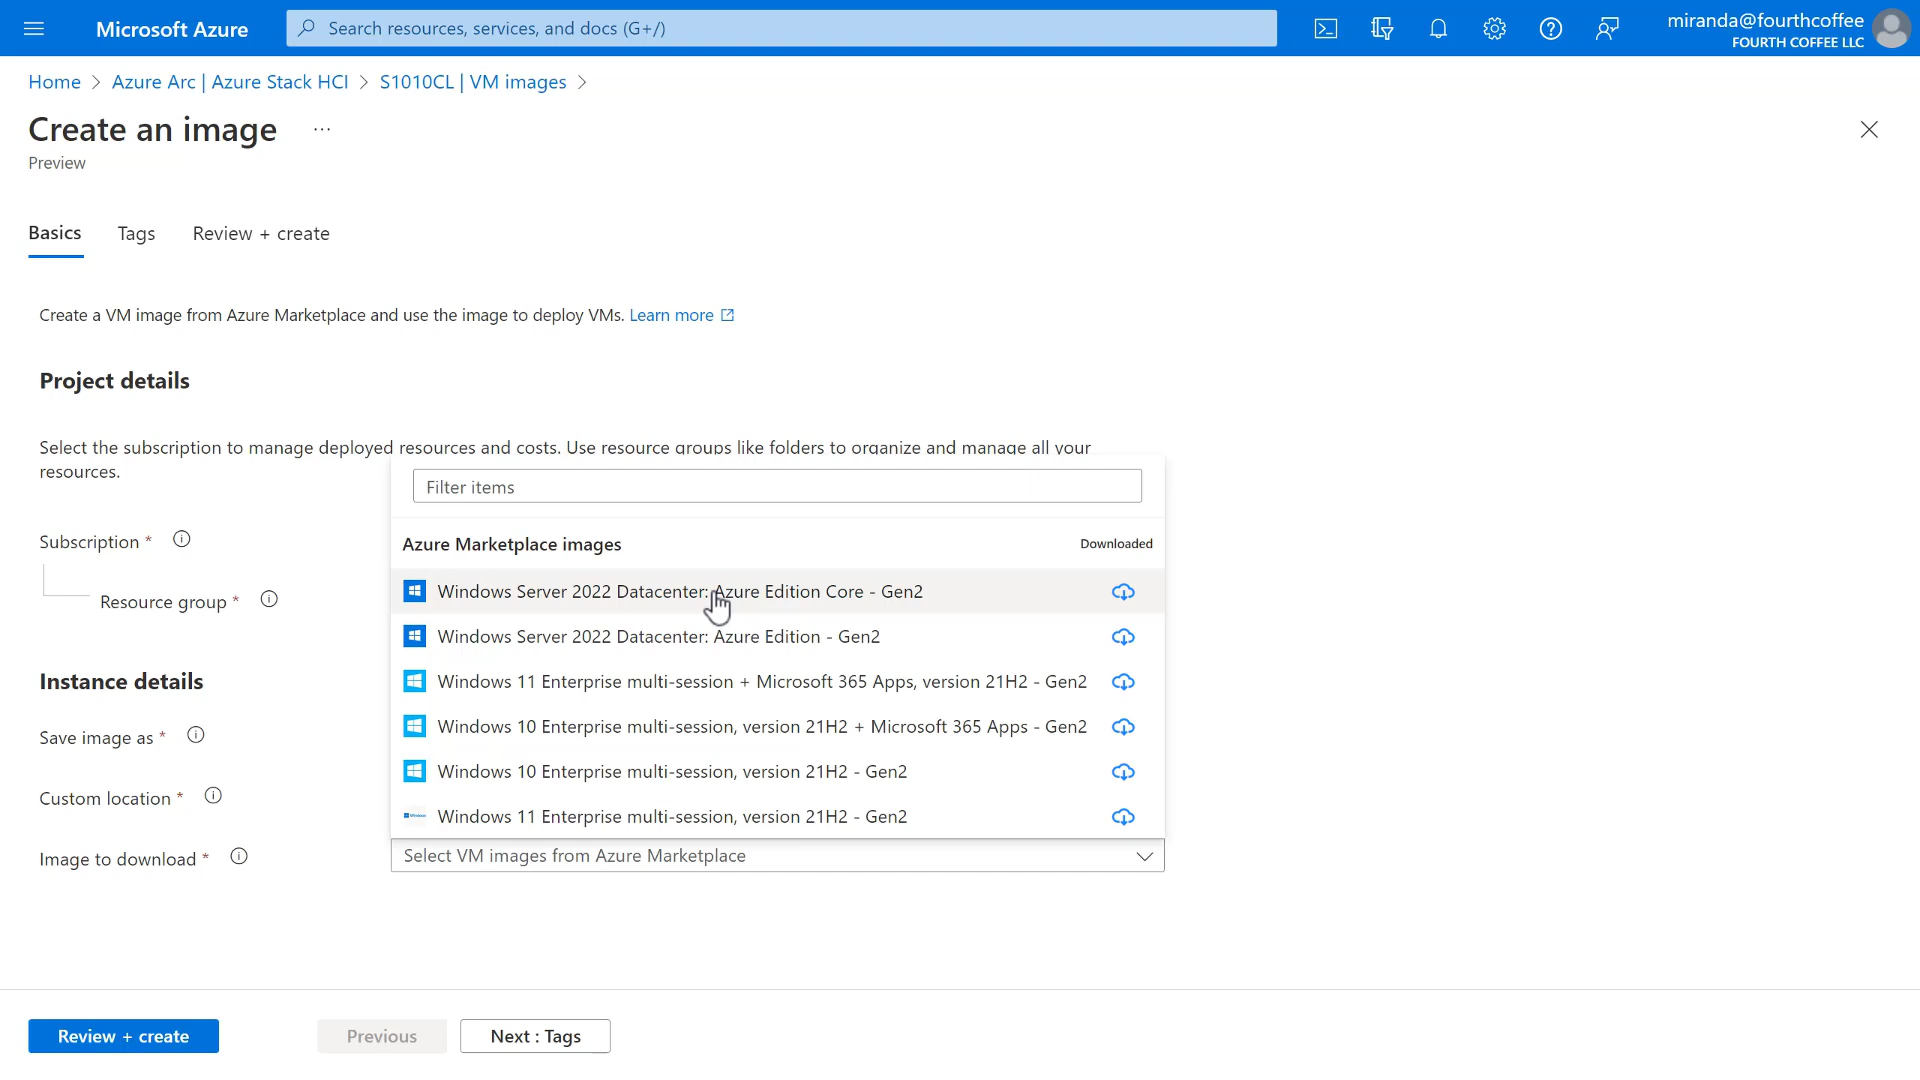 Microsoft Azure
Search resources, services, and docs (G+/)
miranda@fourthcoffee
FOURTH COFFEE LLC
Home > Azure Arc | Azure Stack HCI > S1010CL | VM images >
Create an image ...
Preview
Basics Tags Review + create
Create a VM image from Azure Marketplace and use the image to deploy VMs. Learn more
Project details
Select the subscription to manage deployed resources and costs. Use resource groups like folders to organize and manage all your
resources.
Filter items
Subscription *
Azure Marketplace images Downloaded
Windows Server 2022 Datacenter: Azure Edition Core - Gen2
Resource group *
Windows Server 2022 Datacenter: Azure Edition - Gen2
Instance details
Windows 11 Enterprise multi-session + Microsoft 365 Apps, version 21H2 - Gen2
Save image as *
Windows 10 Enterprise multi-session, version 21H2 + Microsoft 365 Apps - Gen2
Windows 10 Enterprise multi-session, version 21H2 - Gen2
Custom location *
Windows 11 Enterprise multi-session, version 21H2 - Gen2
Image to download *
Select VM images from Azure Marketplace
Review + create Previous Next : Tags